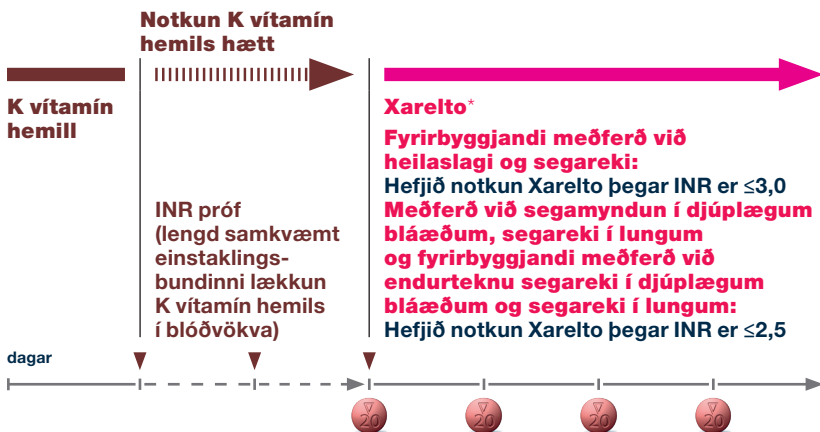 Notkun K vítamín
hemils hætt
K vítamín
hemill
INR próf
(lengd samkvæmt
einstaklings-
bundinni lækkun
K vítamín hemils
í blóðvökva)
Xarelto*
Fyrirbyggjandi meðferð við
heilaslagi og segareki:
Hefjið notkun Xarelto þegar INR er ≤3,0
Meðferð við segamyndun í djúplægum
bláæðum, segareki í lungum
og fyrirbyggjandi meðferð við
endurteknu segareki í djúplægum
bláæðum og segareki í lungum:
Hefjið notkun Xarelto þegar INR er ≤2,5
dagar
20
20
20
20